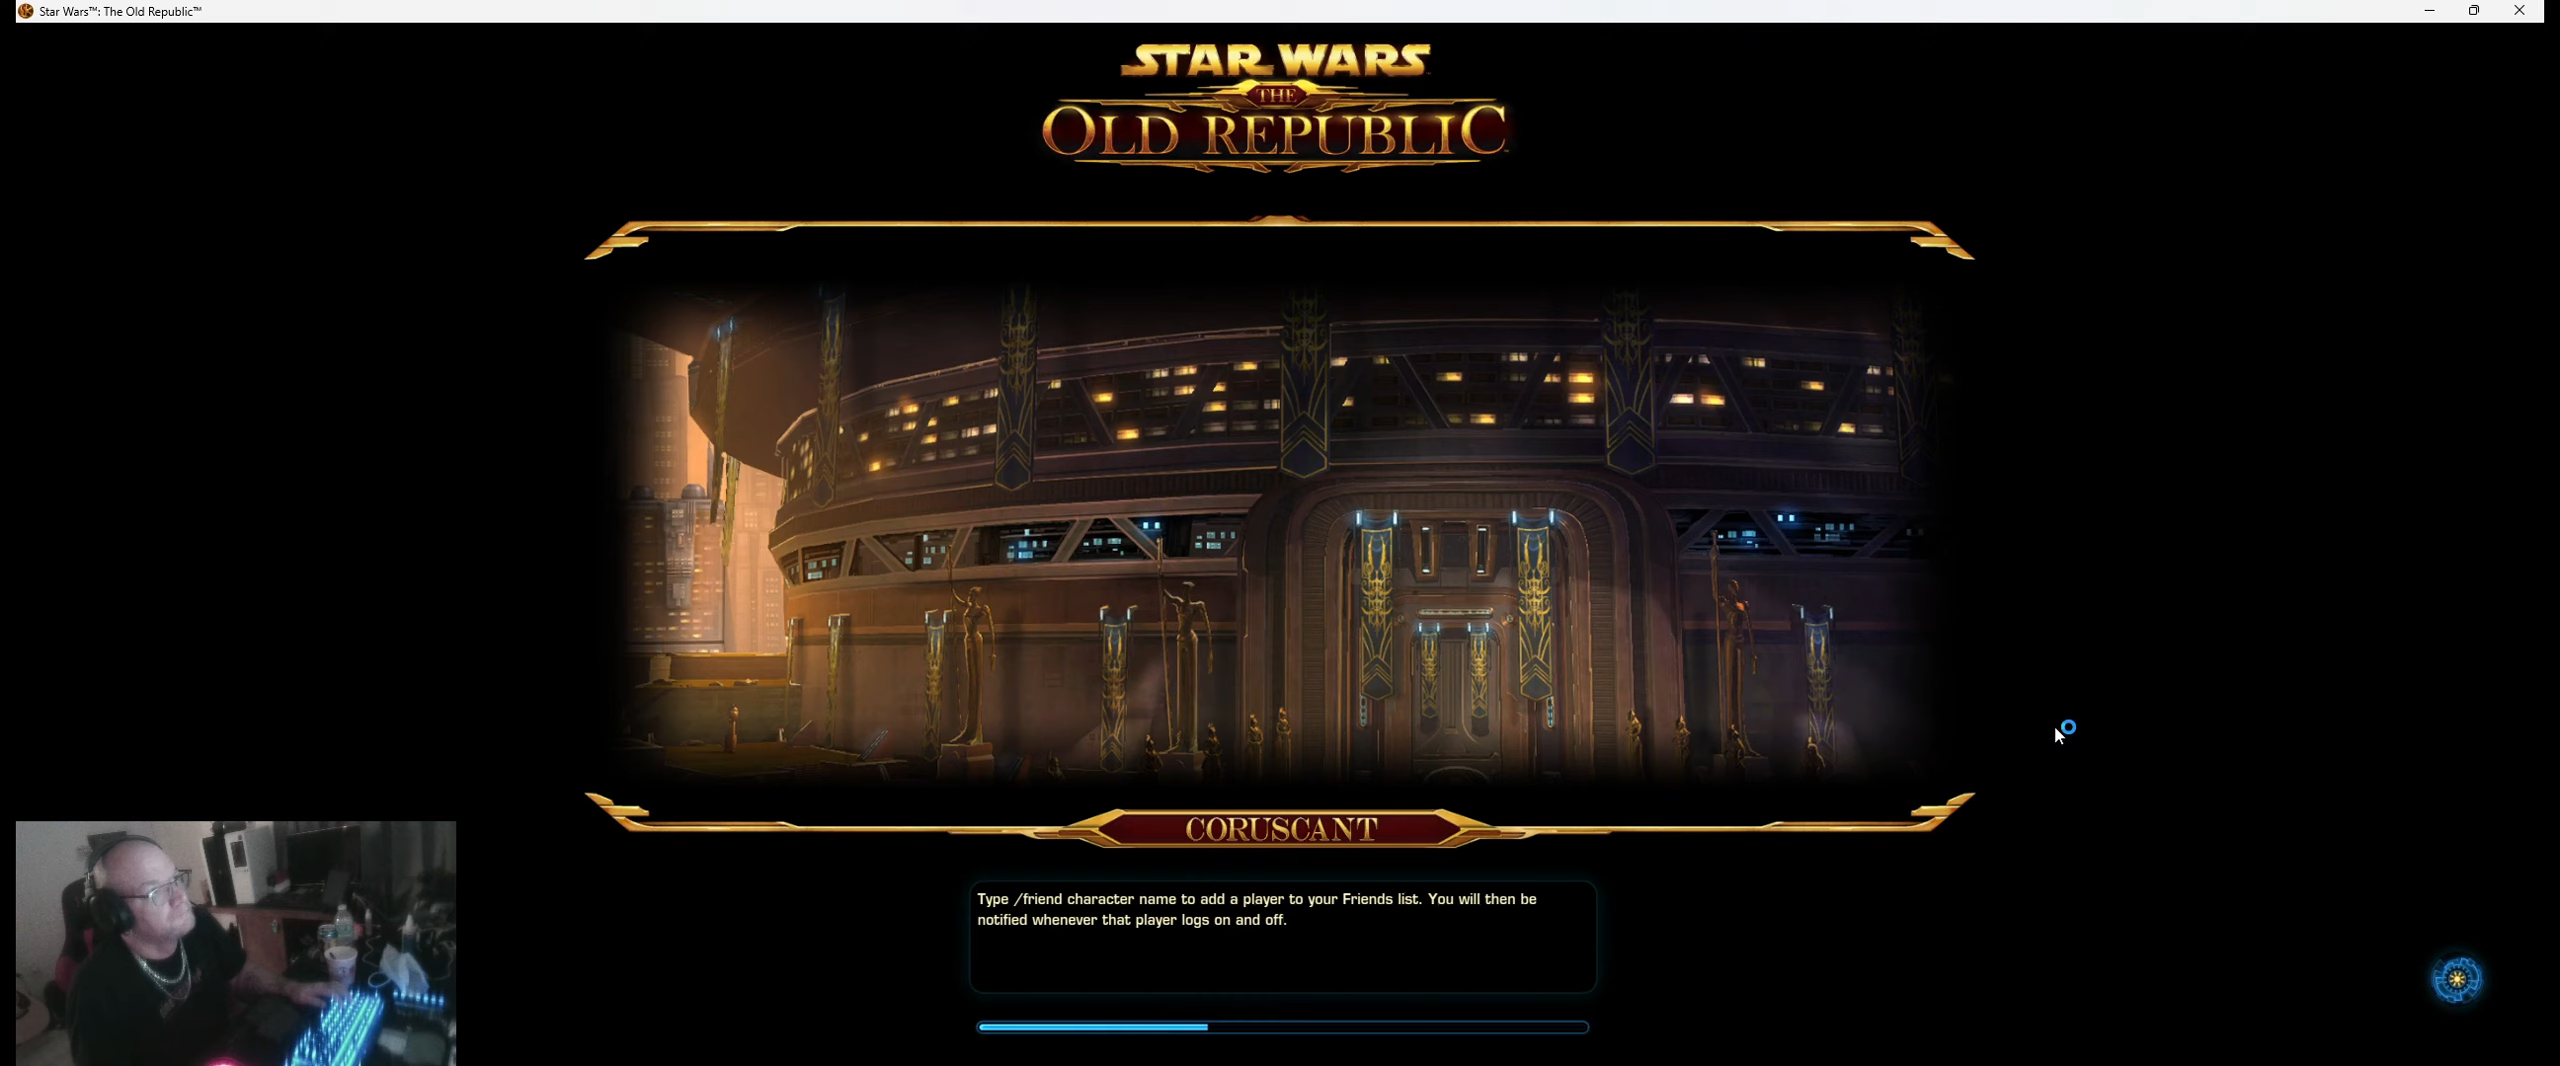 Star Wars™: The Old Republic™
STAR WARS
THE
OLD REPUBLIC
CORUSCANT
Type /friend character name to add a player to your Friends list. You will then be
notified whenever that player logs on and off.